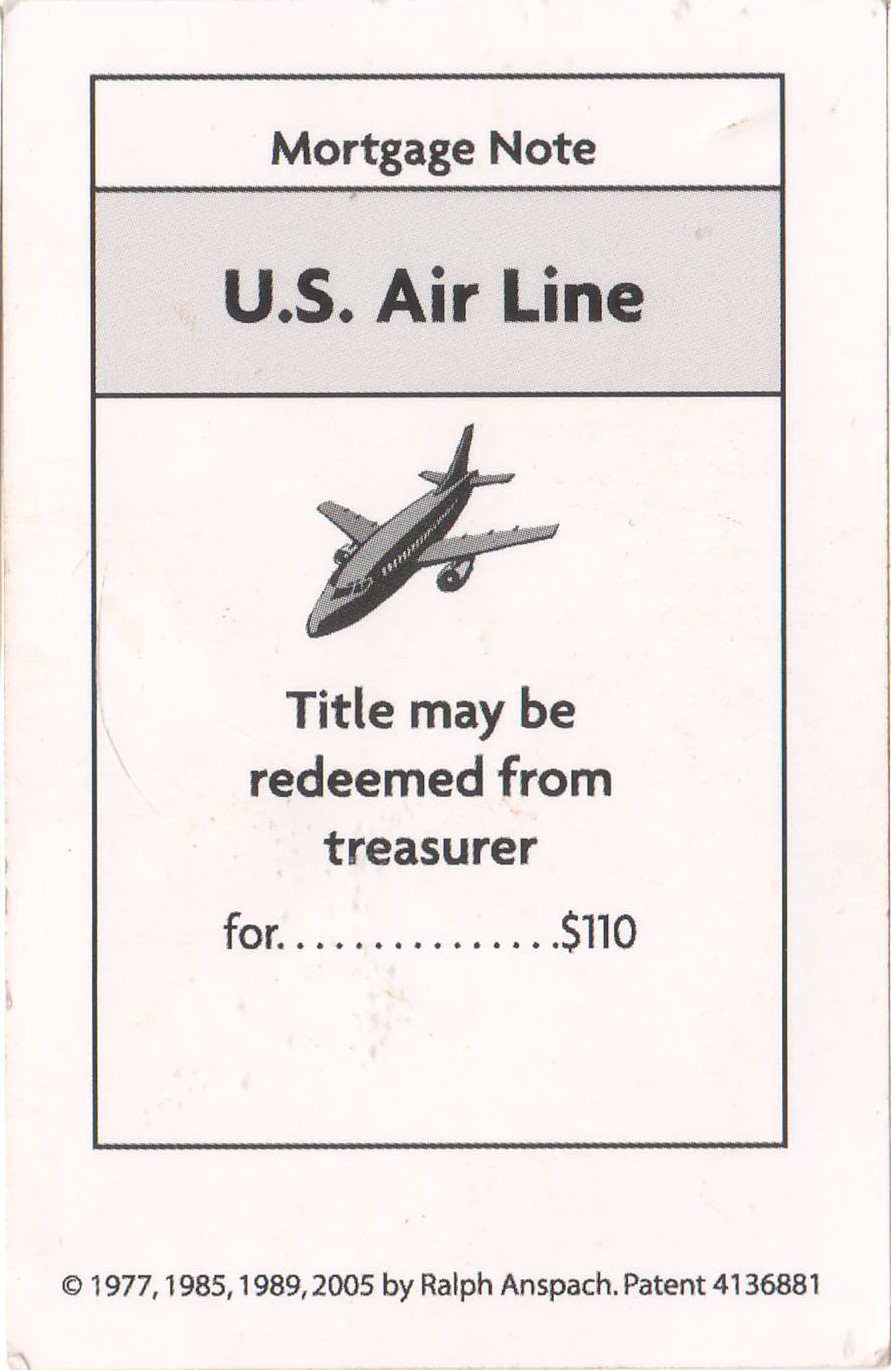 Mortgage Note
U.S. Air Line
Title may be
redeemed from
treasurer
for...............$110
© 1977, 1985, 1989, 2005 by Ralph Anspach. Patent 4136881